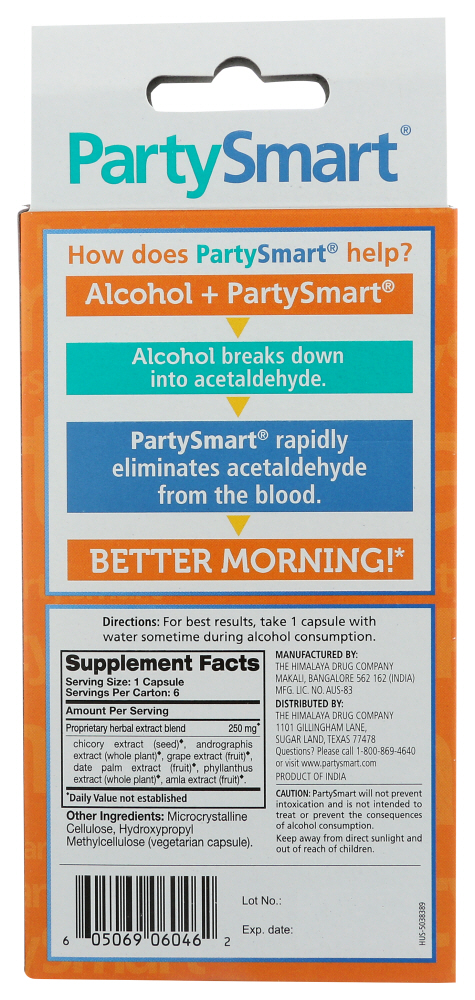 PartySmart®
How does PartySmart® help?
Alcohol + PartySmart®
Alcohol breaks down
into acetaldehyde.
PartySmart® rapidly
eliminates acetaldehyde
from the blood.
BETTER MORNING!*
Directions: For best results, take 1 capsule with
water sometime during alcohol consumption.
Supplement Facts
Serving Size: 1 Capsule
Servings Per Carton: 6
Amount Per Serving
Proprietary herbal extract blend 250 mg♦
chicory extract (seed)♦, andrographis
extract (whole plant)♦, grape extract (fruit)♦,
date palm extract (fruit)♦, phyllanthus
extract (whole plant)♦, amla extract (fruit)♦.
♦Daily Value not established
Other Ingredients: Microcrystalline
Cellulose, Hydroxypropyl
Methylcellulose (vegetarian capsule).
MANUFACTURED BY:
THE HIMALAYA DRUG COMPANY
MAKALI, BANGALORE 562 162 (INDIA)
MFG. LIC. NO. AUS-83
DISTRIBUTED BY:
THE HIMALAYA DRUG COMPANY
1101 GILLINGHAM LANE,
SUGAR LAND, TEXAS 77478
Questions? Please call 1-800-869-4640
or visit www.partysmart.com
PRODUCT OF INDIA
CAUTION: PartySmart will not prevent
intoxication and is not intended to
treat or prevent the consequences
of alcohol consumption.
Keep away from direct sunlight and
out of reach of children.
Lot No.:
Exp. date:
6 05069 06046 2
HUS-5038389